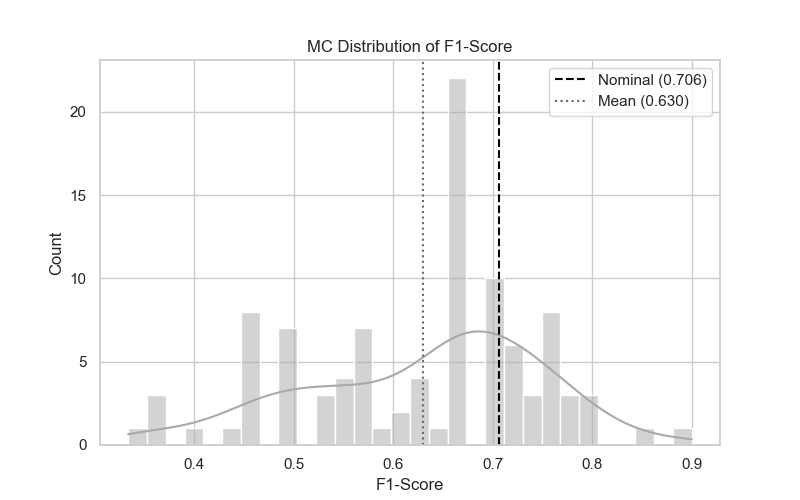 MC Distribution of F1-Score
Nominal (0.706)
Mean (0.630)
Count
20
15
10
5
0
0.4 0.5 0.6 0.7 0.8 0.9
F1-Score